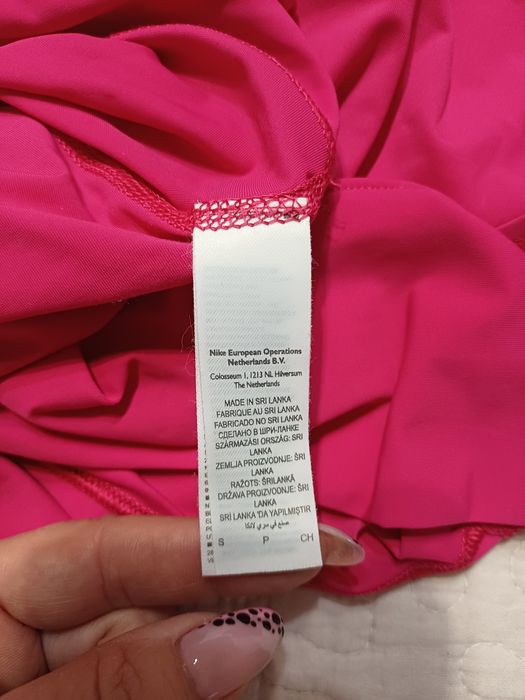 Nike European Operations
Netherlands B.V.
Colosseum 1, 1213 NL Hilversum
The Netherlands
MADE IN SRI LANKA
FABRIQUE AU SRI LANKA
FABRICADO NO SRI LANKA
СДЕЛАНО В ШРИ-ЛАНКЕ
SZÁRMAZÁSI ORSZÁG: SRÍ
LANKA
ZEMLJA PROIZVODNJE: ŠRI
LANKA
RAŽOTS: ŠRILANKĀ
DRŽAVA PROIZVODNJE: ŠRI
LANKA
SRİ LANKA'DA YAPILMIŞTIR
صنع في سري لانكا
S P CH